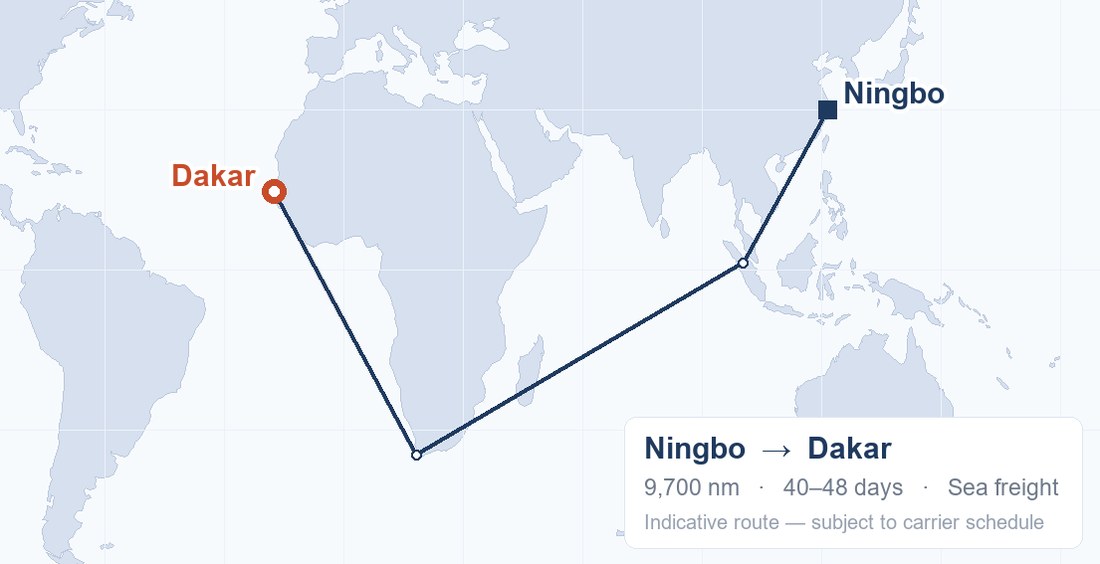 Ningbo
Dakar
Ningbo → Dakar
9,700 nm · 40–48 days · Sea freight
Indicative route — subject to carrier schedule